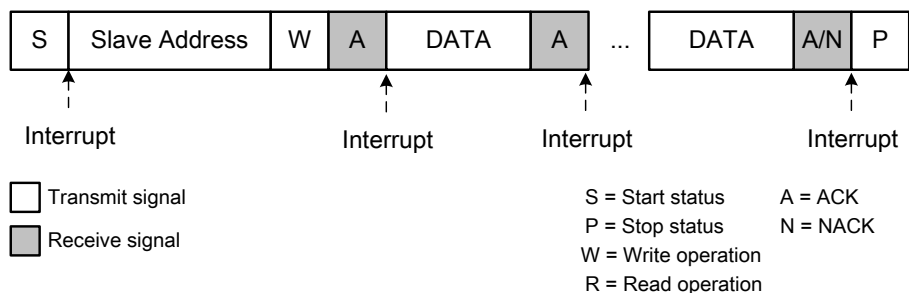 S Slave Address W A DATA A ... DATA A/N P
Interrupt Interrupt Interrupt Interrupt
Transmit signal
Receive signal
S = Start status A = ACK
P = Stop status N = NACK
W = Write operation
R = Read operation